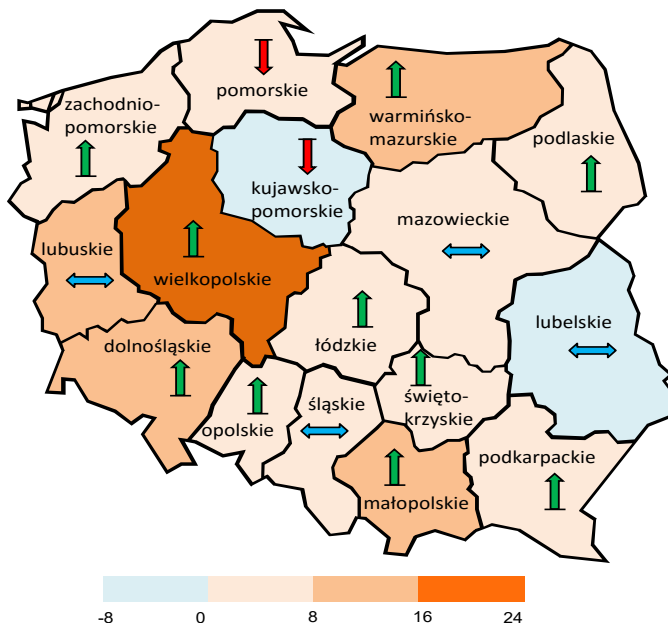 pomorskie
zachodnio-
pomorskie
warmińsko-
mazurskie
podlaskie
kujawsko-
pomorskie
mazowieckie
lubuskie
wielkopolskie
lubelskie
dolnośląskie
łódzkie
śląskie
święto-
krzyskie
opolskie
podkarpackie
małopolskie
-8 0 8 16 24